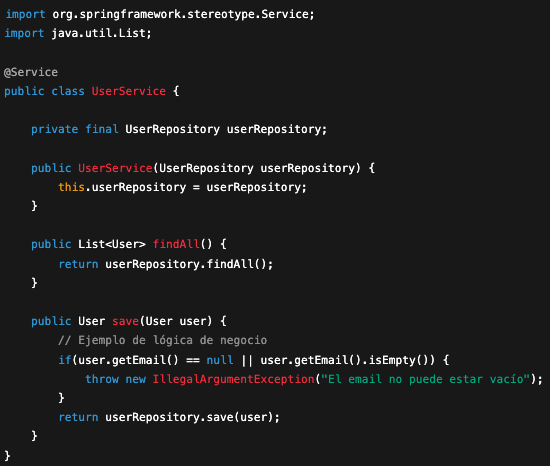 import org.springframework.stereotype.Service;
import java.util.List;
@Service
public class UserService {
private final UserRepository userRepository;
public UserService(UserRepository userRepository) {
this.userRepository = userRepository;
}
public List<User> findAll() {
return userRepository.findAll();
}
public User save(User user) {
// Ejemplo de lógica de negocio
if(user.getEmail() == null || user.getEmail().isEmpty()) {
throw new IllegalArgumentException("El email no puede estar vacío");
}
return userRepository.save(user);
}
}